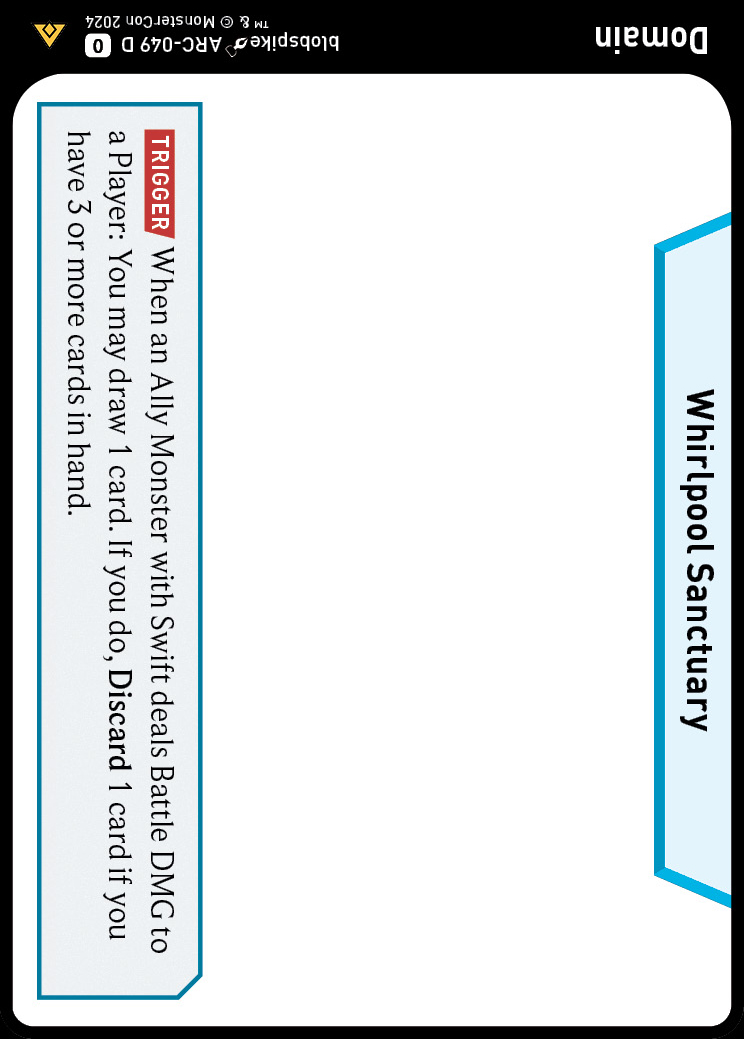 Whirlpool Sanctuary
TRIGGER When an Ally Monster with Swift deals Battle DMG to
a Player: You may draw 1 card. If you do, Discard 1 card if you
have 3 or more cards in hand.
Domain
blobspike ARC-049 D 0
™ & © MonsterCon 2024